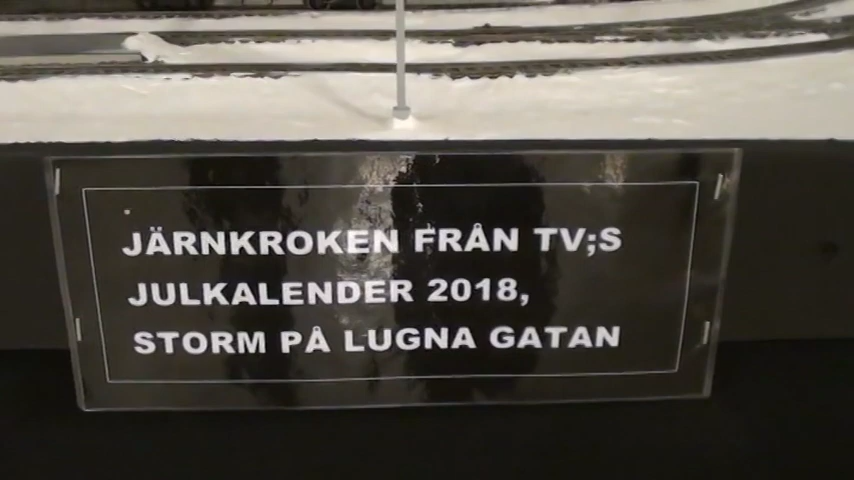 JÄRNKROKEN FRÅN TV;S
JULKALENDER 2018,
STORM PÅ LUGNA GATAN